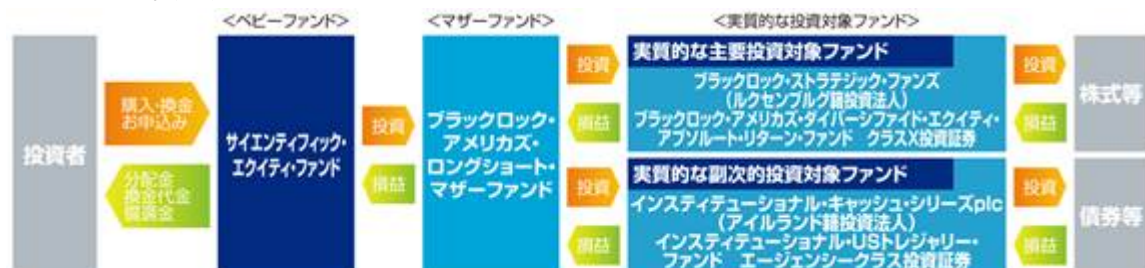 <ベビーファンド>
<マザーファンド>
<実質的な投資対象ファンド>
投資者
購入・換金
お申込み
分配金
換金代金
償還金
サイエンティフィック・
エクイティ・ファンド
投資
損益
ブラックロック・
アメリカズ・
ロングショート・
マザーファンド
投資
損益
実質的な主要投資対象ファンド
ブラックロック・ストラテジック・ファンズ
(ルクセンブルグ籍投資法人)
ブラックロック・アメリカズ・ダイバーシファイド・エクイティ・
アブソルート・リターン・ファンド クラスX投資証券
投資
損益
株式等
投資
損益
実質的な副次的投資対象ファンド
インスティテューショナル・キャッシュ・シリーズplc
(アイルランド籍投資法人)
インスティテューショナル・USトレジャリー・
ファンド エージェンシークラス投資証券
投資
損益
債券等